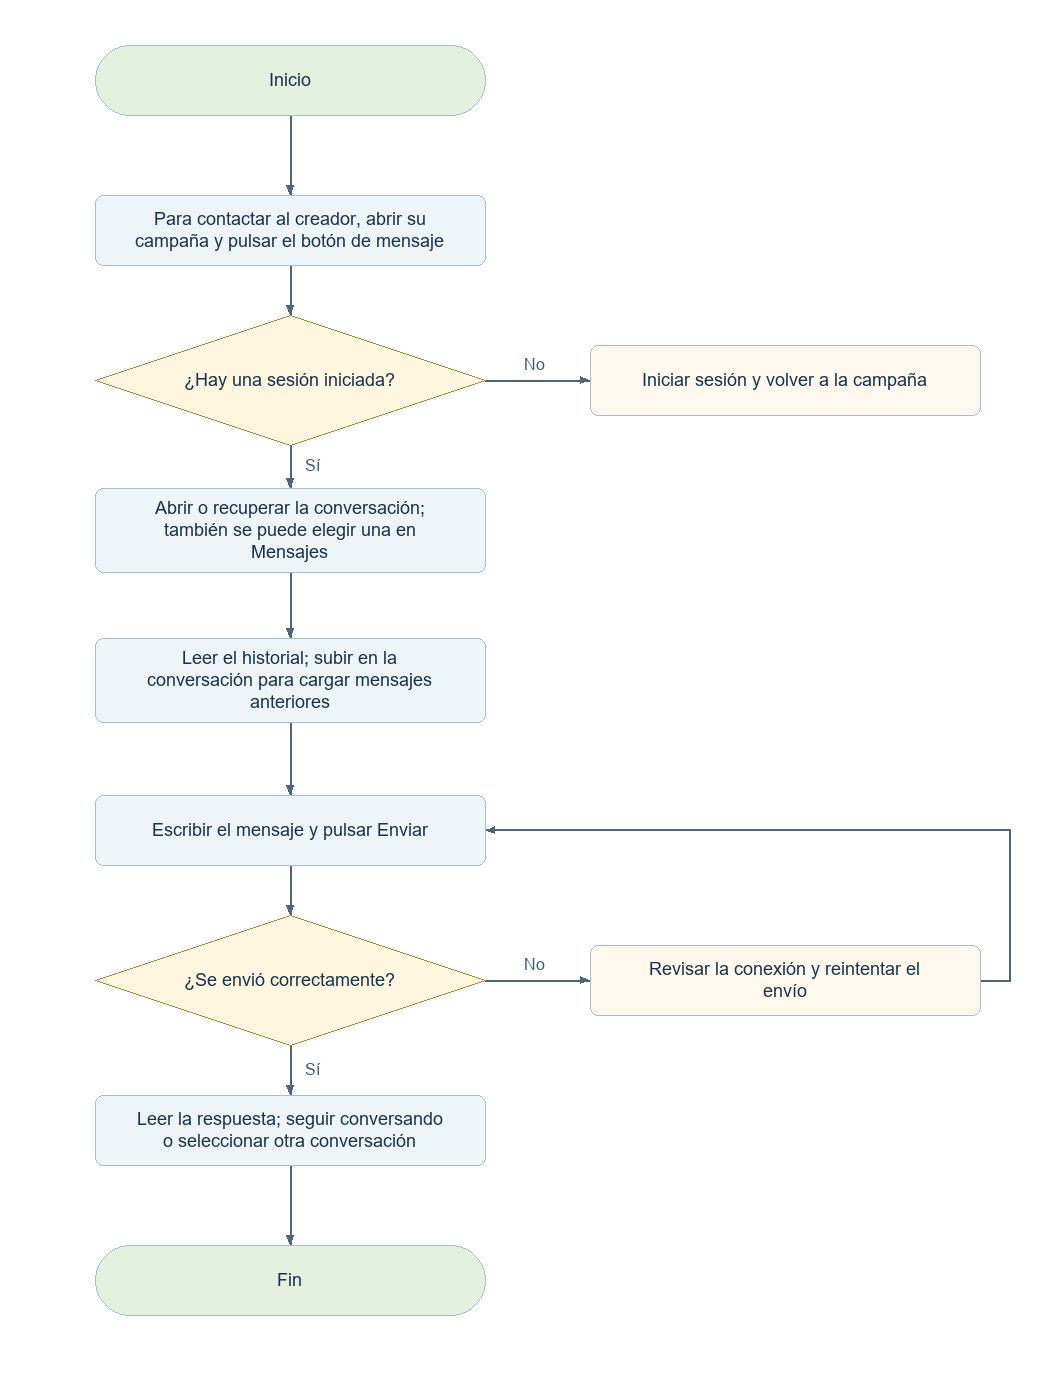 Inicio
Para contactar al creador, abrir su
campaña y pulsar el botón de mensaje
¿Hay una sesión iniciada?
No
Iniciar sesión y volver a la campaña
Sí
Abrir o recuperar la conversación;
también se puede elegir una en
Mensajes
Leer el historial; subir en la
conversación para cargar mensajes
anteriores
Escribir el mensaje y pulsar Enviar
¿Se envió correctamente?
No
Revisar la conexión y reintentar el
envío
Sí
Leer la respuesta; seguir conversando
o seleccionar otra conversación
Fin